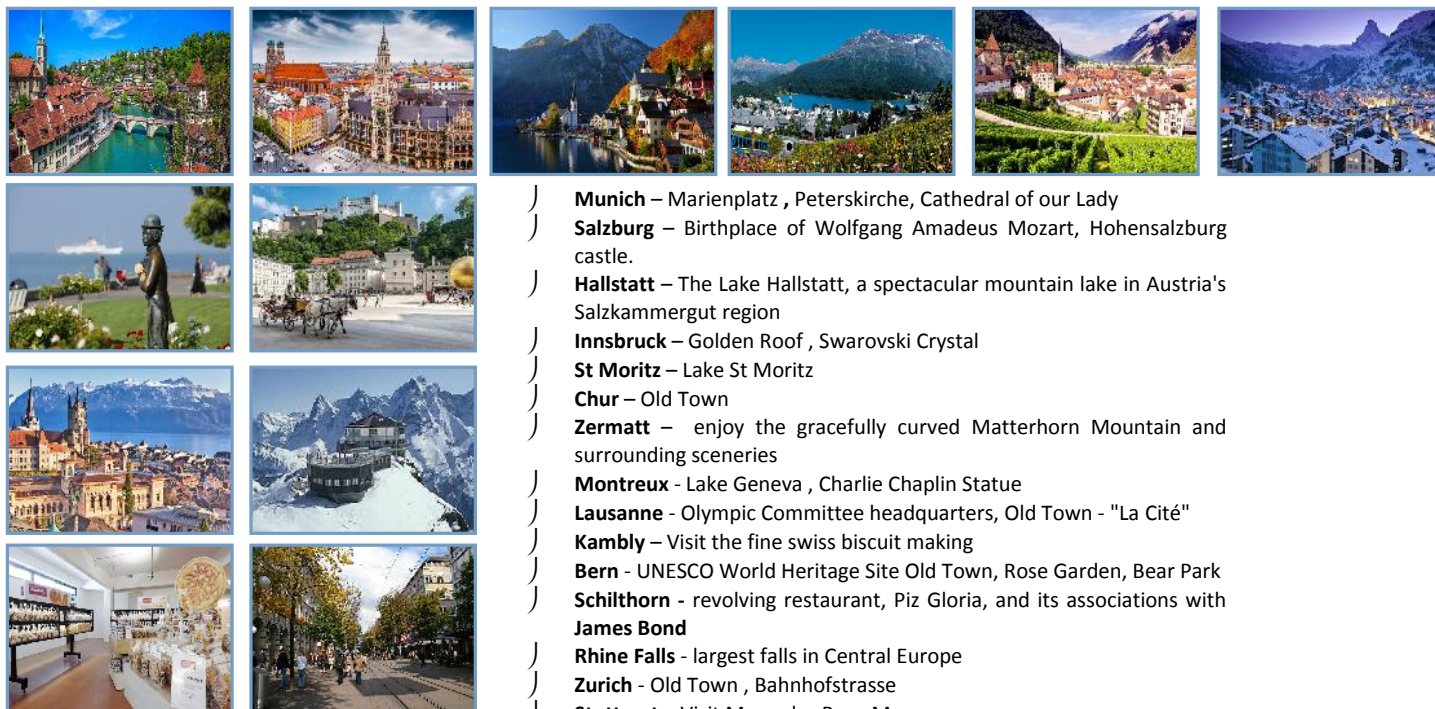 Munich – Marienplatz , Peterskirche, Cathedral of our Lady
Salzburg – Birthplace of Wolfgang Amadeus Mozart, Hohensalzburg
castle.
Hallstatt – The Lake Hallstatt, a spectacular mountain lake in Austria's
Salzkammergut region
Innsbruck – Golden Roof , Swarovski Crystal
St Moritz – Lake St Moritz
Chur – Old Town
Zermatt – enjoy the gracefully curved Matterhorn Mountain and
surrounding sceneries
Montreux - Lake Geneva , Charlie Chaplin Statue
Lausanne - Olympic Committee headquarters, Old Town - "La Cité"
Kambly – Visit the fine swiss biscuit making
Bern - UNESCO World Heritage Site Old Town, Rose Garden, Bear Park
Schilthorn - revolving restaurant, Piz Gloria, and its associations with
James Bond
Rhine Falls - largest falls in Central Europe
Zurich - Old Town , Bahnhofstrasse